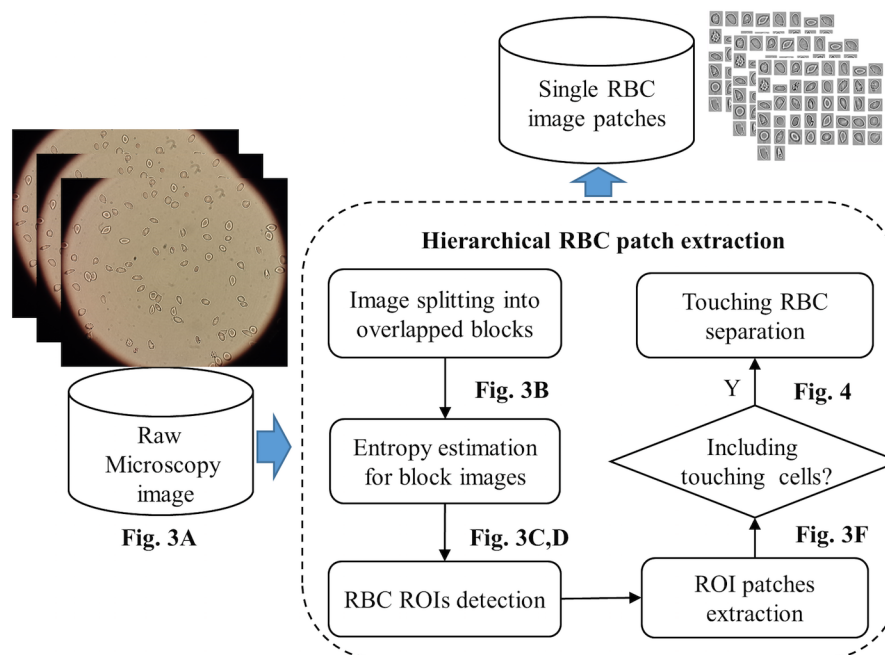 Single RBC
image patches
Hierarchical RBC patch extraction
Image splitting into
overlapped blocks
Touching RBC
separation
Fig. 3B
Y
Fig. 4
Raw
Microscopy
image
Entropy estimation
for block images
Including
touching cells?
Fig. 3A
Fig. 3C,D
Fig. 3F
RBC ROIs detection
ROI patches
extraction